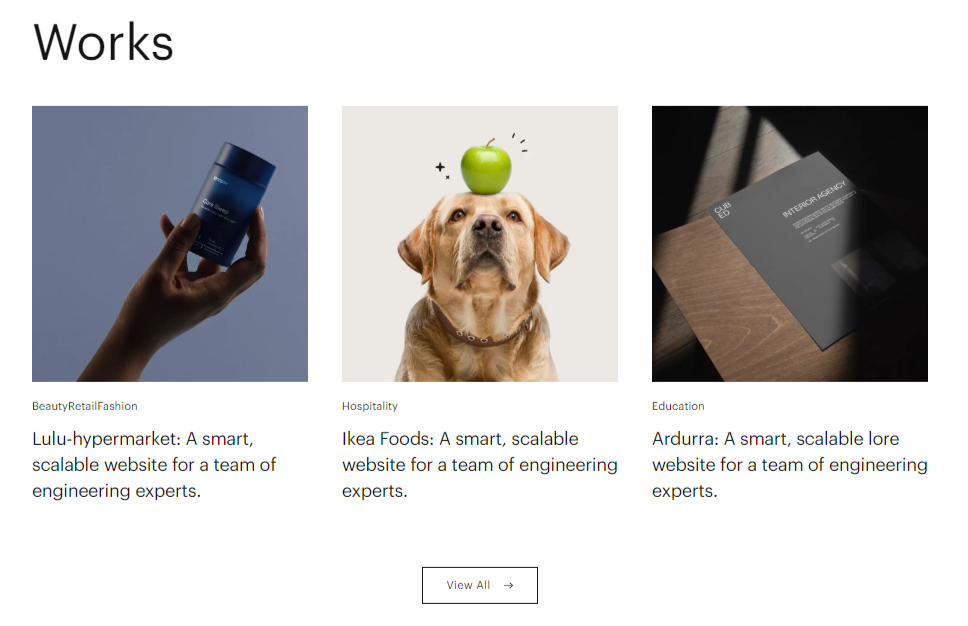 Works
Care Sleep
CUB
ED
INTERIOR AGENCY
BeautyRetailFashion
Hospitality
Education
Lulu-hypermarket: A smart,
scalable website for a team of
engineering experts.
Ikea Foods: A smart, scalable
website for a team of engineering
experts.
Ardurra: A smart, scalable lore
website for a team of engineering
experts.
View All →